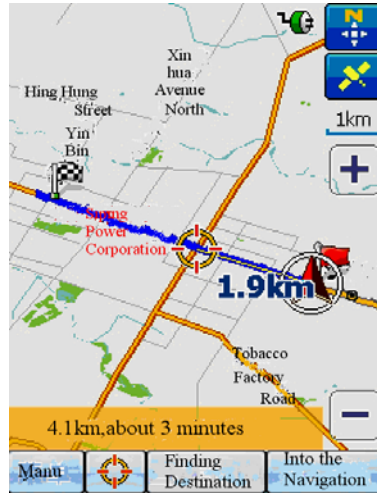 N
Xin
hua
Avenue
North
Hing Hung
Street
1km
Yin
Bin
Power
Corporation
1.9km
Tobacco
Factory
Road
4.1km,about 3 minutes
Manu
Finding
Destination
Into the
Navigation